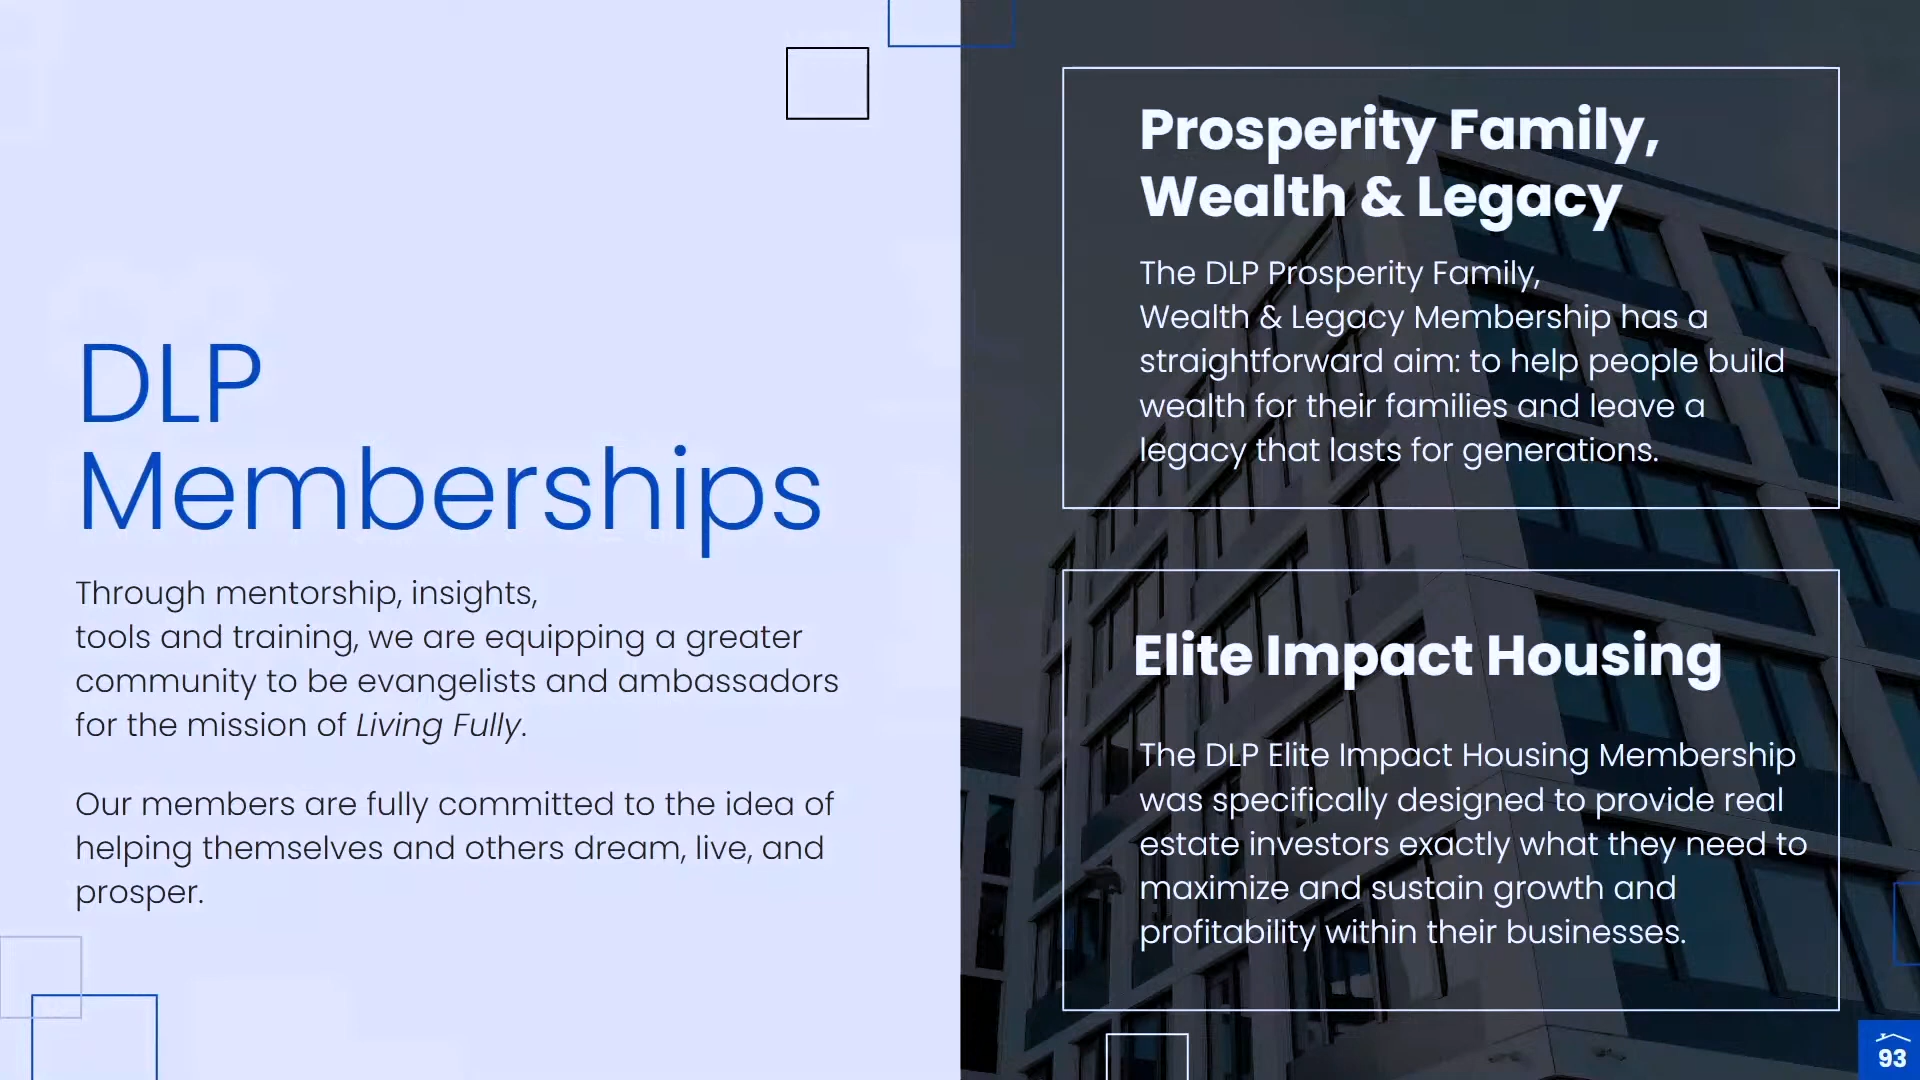 DLP
Memberships
Through mentorship, insights,
tools and training, we are equipping a greater
community to be evangelists and ambassadors
for the mission of Living Fully.
Our members are fully committed to the idea of
helping themselves and others dream, live, and
prosper.
Prosperity Family,
Wealth & Legacy
The DLP Prosperity Family,
Wealth & Legacy Membership has a
straightforward aim: to help people build
wealth for their families and leave a
legacy that lasts for generations.
Elite Impact Housing
The DLP Elite Impact Housing Membership
was specifically designed to provide real
estate investors exactly what they need to
maximize and sustain growth and
profitability within their businesses.
93